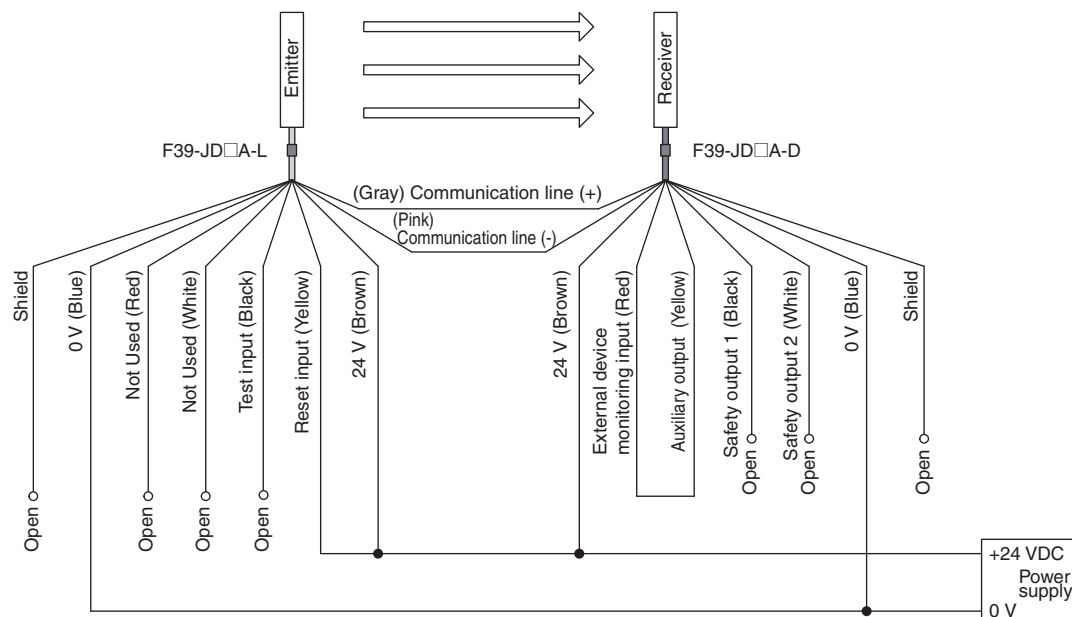 Emitter
Receiver
F39-JD□A-L
F39-JD□A-D
(Gray) Communication line (+)
(Pink)
Communication line (-)
Shield
0 V (Blue)
Not Used (Red)
Not Used (White)
Test input (Black)
Reset input (Yellow)
24 V (Brown)
24 V (Brown)
External device
monitoring input (Red)
Auxiliary output (Yellow)
Safety output 1 (Black)
Safety output 2 (White)
0 V (Blue)
Shield
Open
Open
Open
Open
Open
Open
Open
+24 VDC
Power
supply
0 V